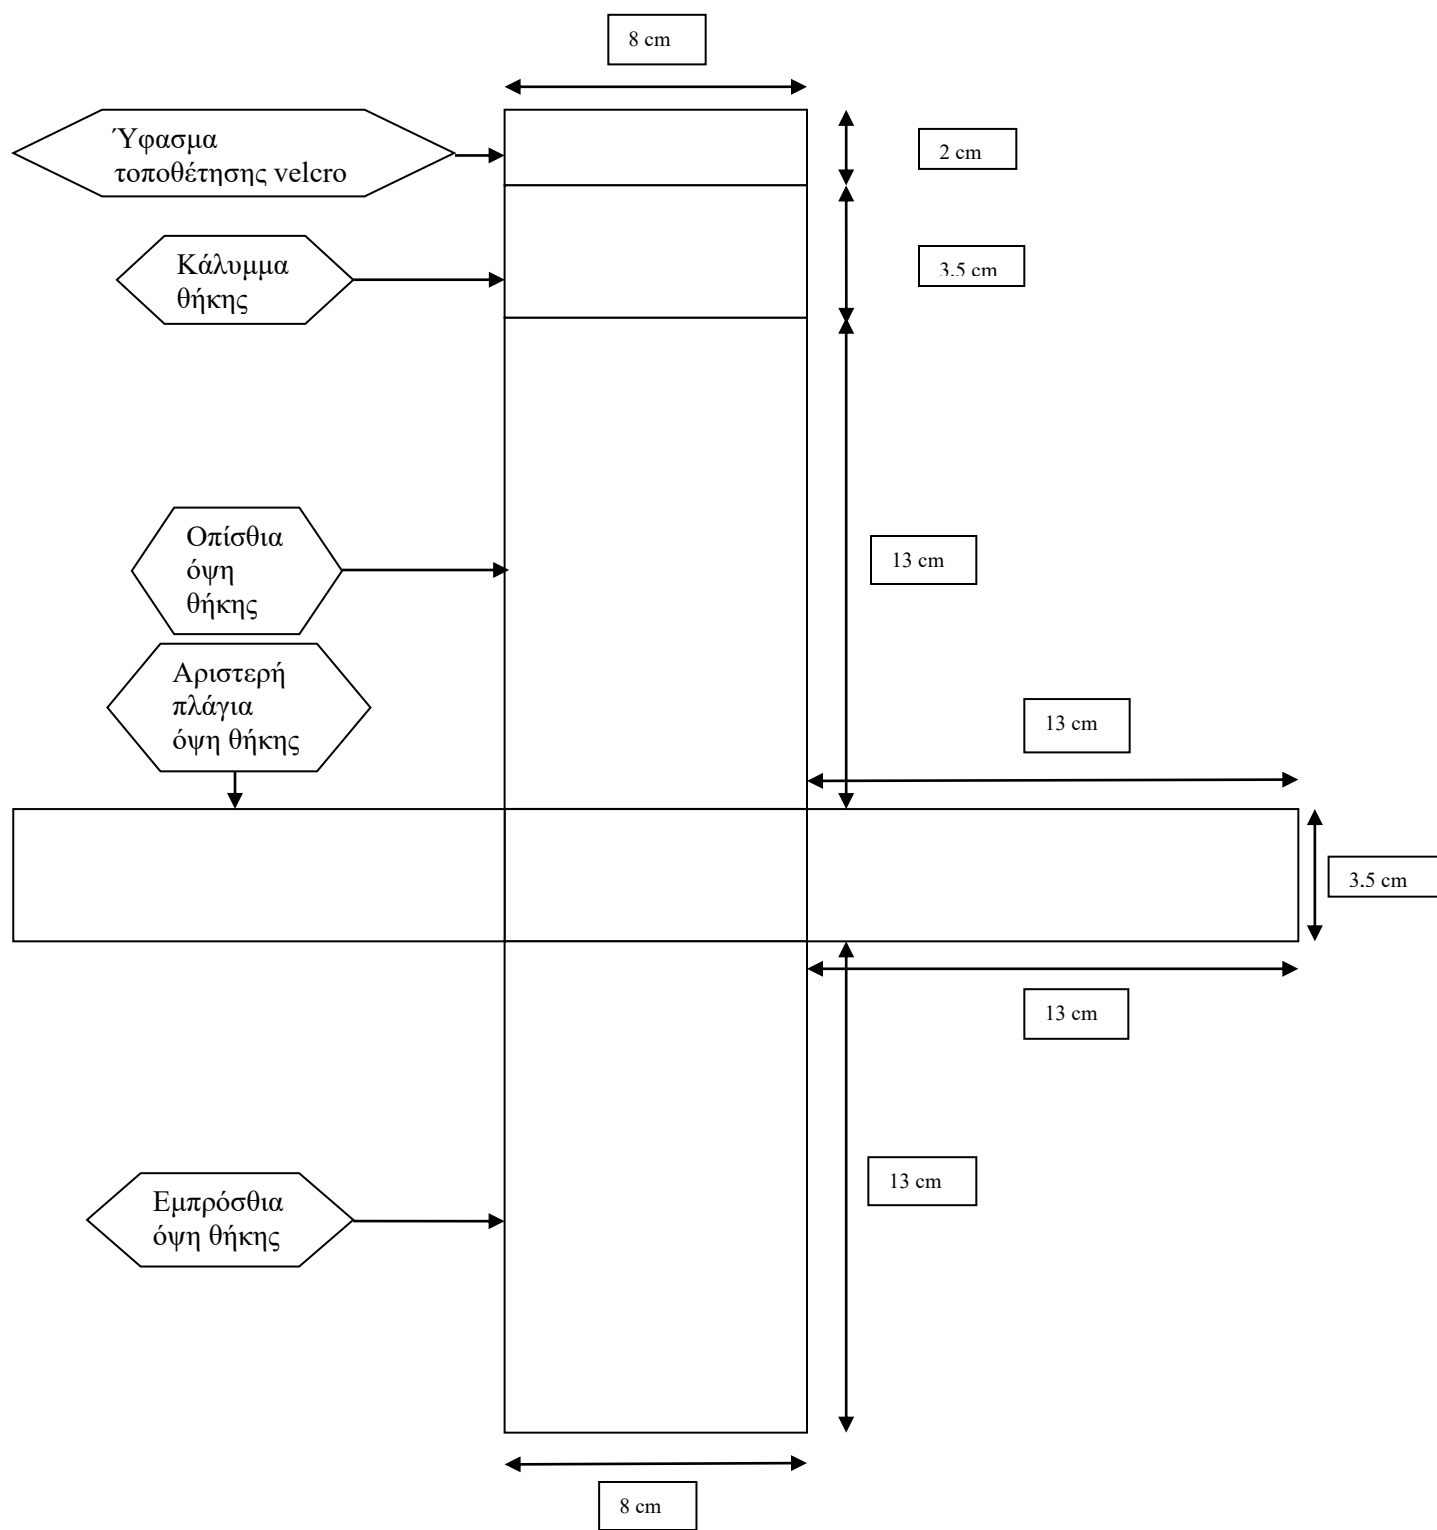 8 cm
Ύφασμα
τοποθέτησης velcro
2 cm
Κάλυμμα
θήκης
3.5 cm
Οπίσθια
όψη
θήκης
13 cm
Αριστερή
πλάγια
όψη θήκης
13 cm
3.5 cm
13 cm
Εμπρόσθια
όψη θήκης
13 cm
8 cm